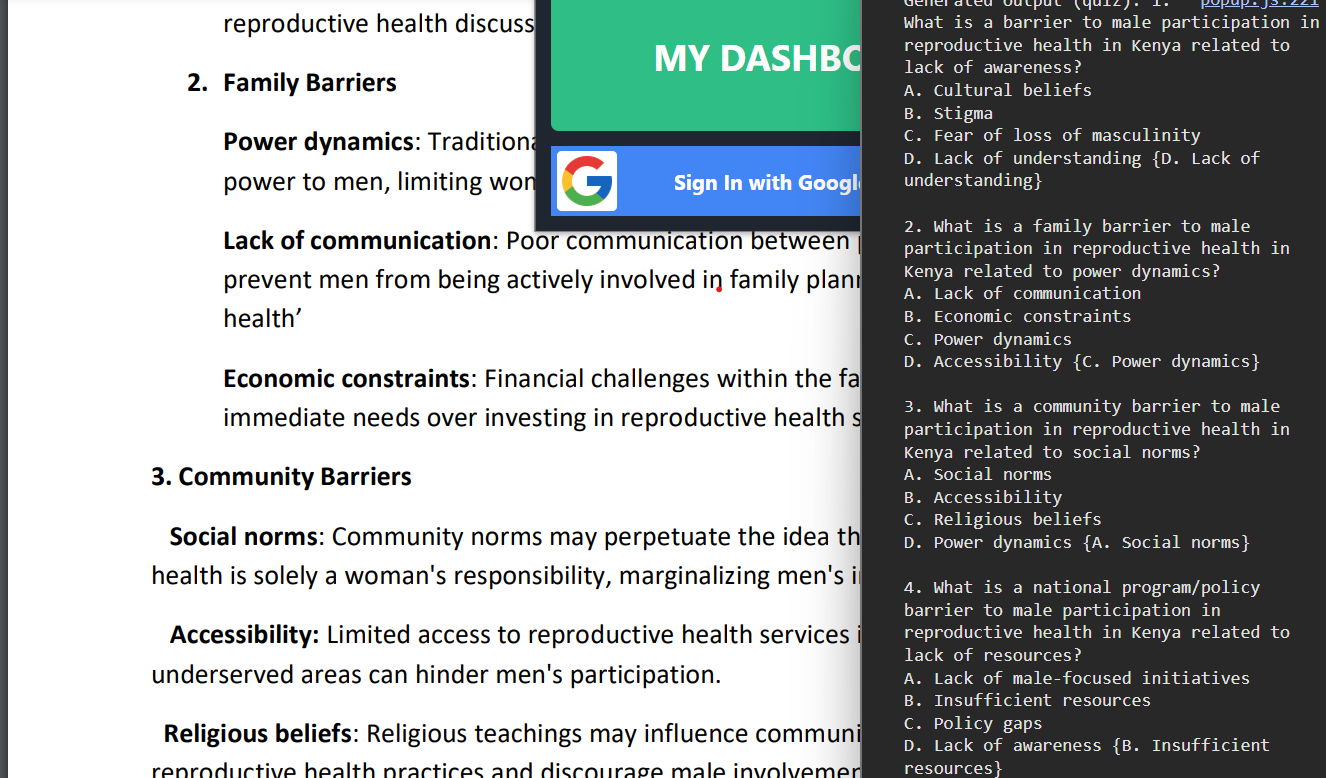 reproductive health discuss
2. Family Barriers
Power dynamics: Traditiona
power to men, limiting wom
Lack of communication: Poor communication between
prevent men from being actively involved in family plann
health’
Economic constraints: Financial challenges within the fa
immediate needs over investing in reproductive health s
3. Community Barriers
Social norms: Community norms may perpetuate the idea th
health is solely a woman's responsibility, marginalizing men's i
Accessibility: Limited access to reproductive health services i
underserved areas can hinder men's participation.
Religious beliefs: Religious teachings may influence communi
reproductive health practices and discourage male involvemen
MY DASHBO
Sign In with Googl
Generated output (quiz): 1. popup.js:221
What is a barrier to male participation in
reproductive health in Kenya related to
lack of awareness?
A. Cultural beliefs
B. Stigma
C. Fear of loss of masculinity
D. Lack of understanding {D. Lack of
understanding}
2. What is a family barrier to male
participation in reproductive health in
Kenya related to power dynamics?
A. Lack of communication
B. Economic constraints
C. Power dynamics
D. Accessibility {C. Power dynamics}
3. What is a community barrier to male
participation in reproductive health in
Kenya related to social norms?
A. Social norms
B. Accessibility
C. Religious beliefs
D. Power dynamics {A. Social norms}
4. What is a national program/policy
barrier to male participation in
reproductive health in Kenya related to
lack of resources?
A. Lack of male-focused initiatives
B. Insufficient resources
C. Policy gaps
D. Lack of awareness {B. Insufficient
resources}